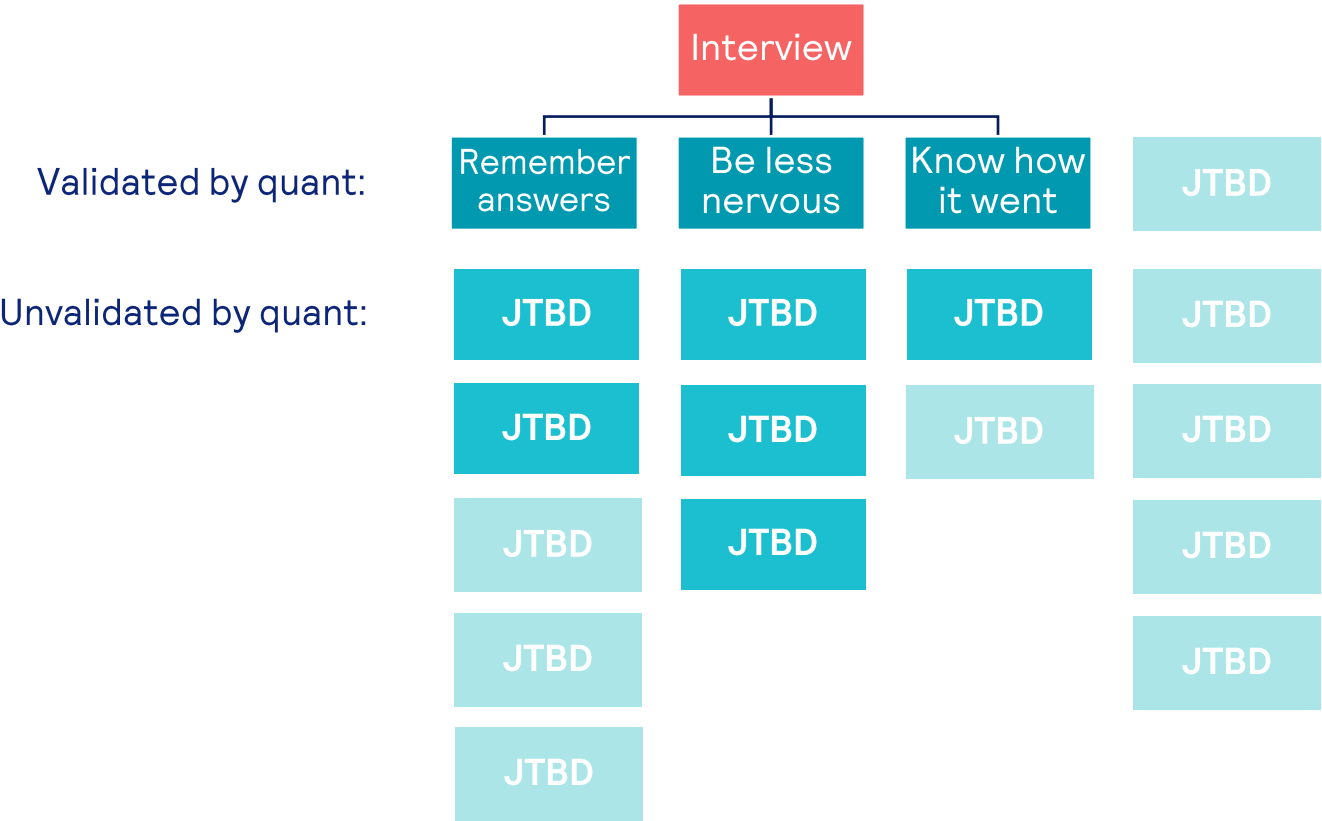 Interview
Validated by quant:
Remember
answers
Be less
nervous
Know how
it went
JTBD
Unvalidated by quant:
JTBD
JTBD
JTBD
JTBD
JTBD
JTBD
JTBD
JTBD
JTBD
JTBD
JTBD
JTBD
JTBD
JTBD